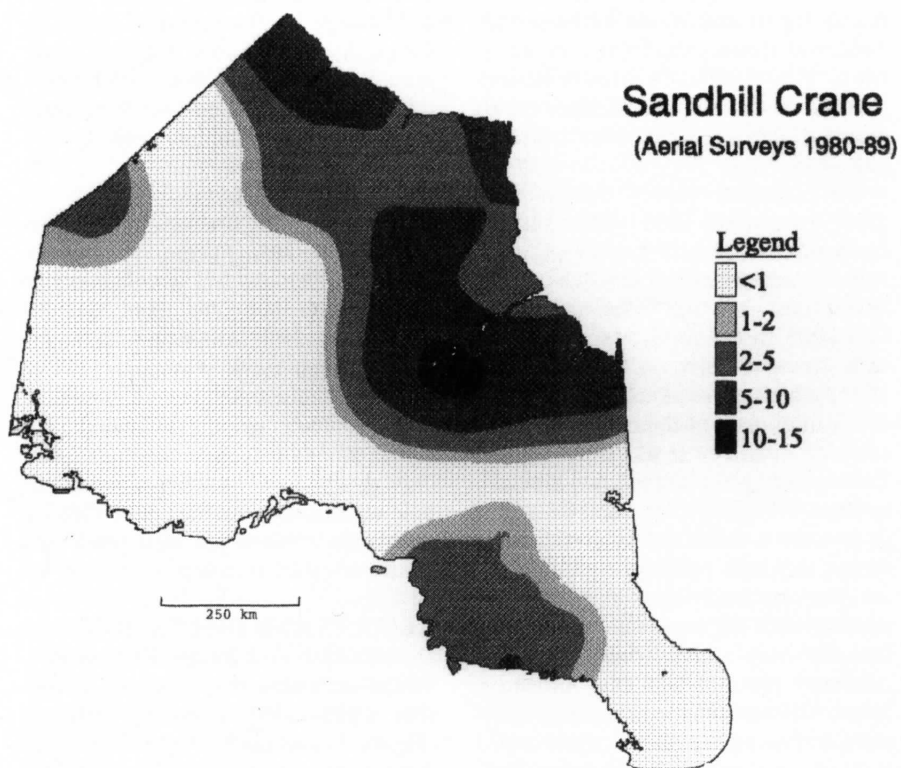 Sandhill Crane
(Aerial Surveys 1980-89)
Legend
<1
1-2
2-5
5-10
10-15
250 km